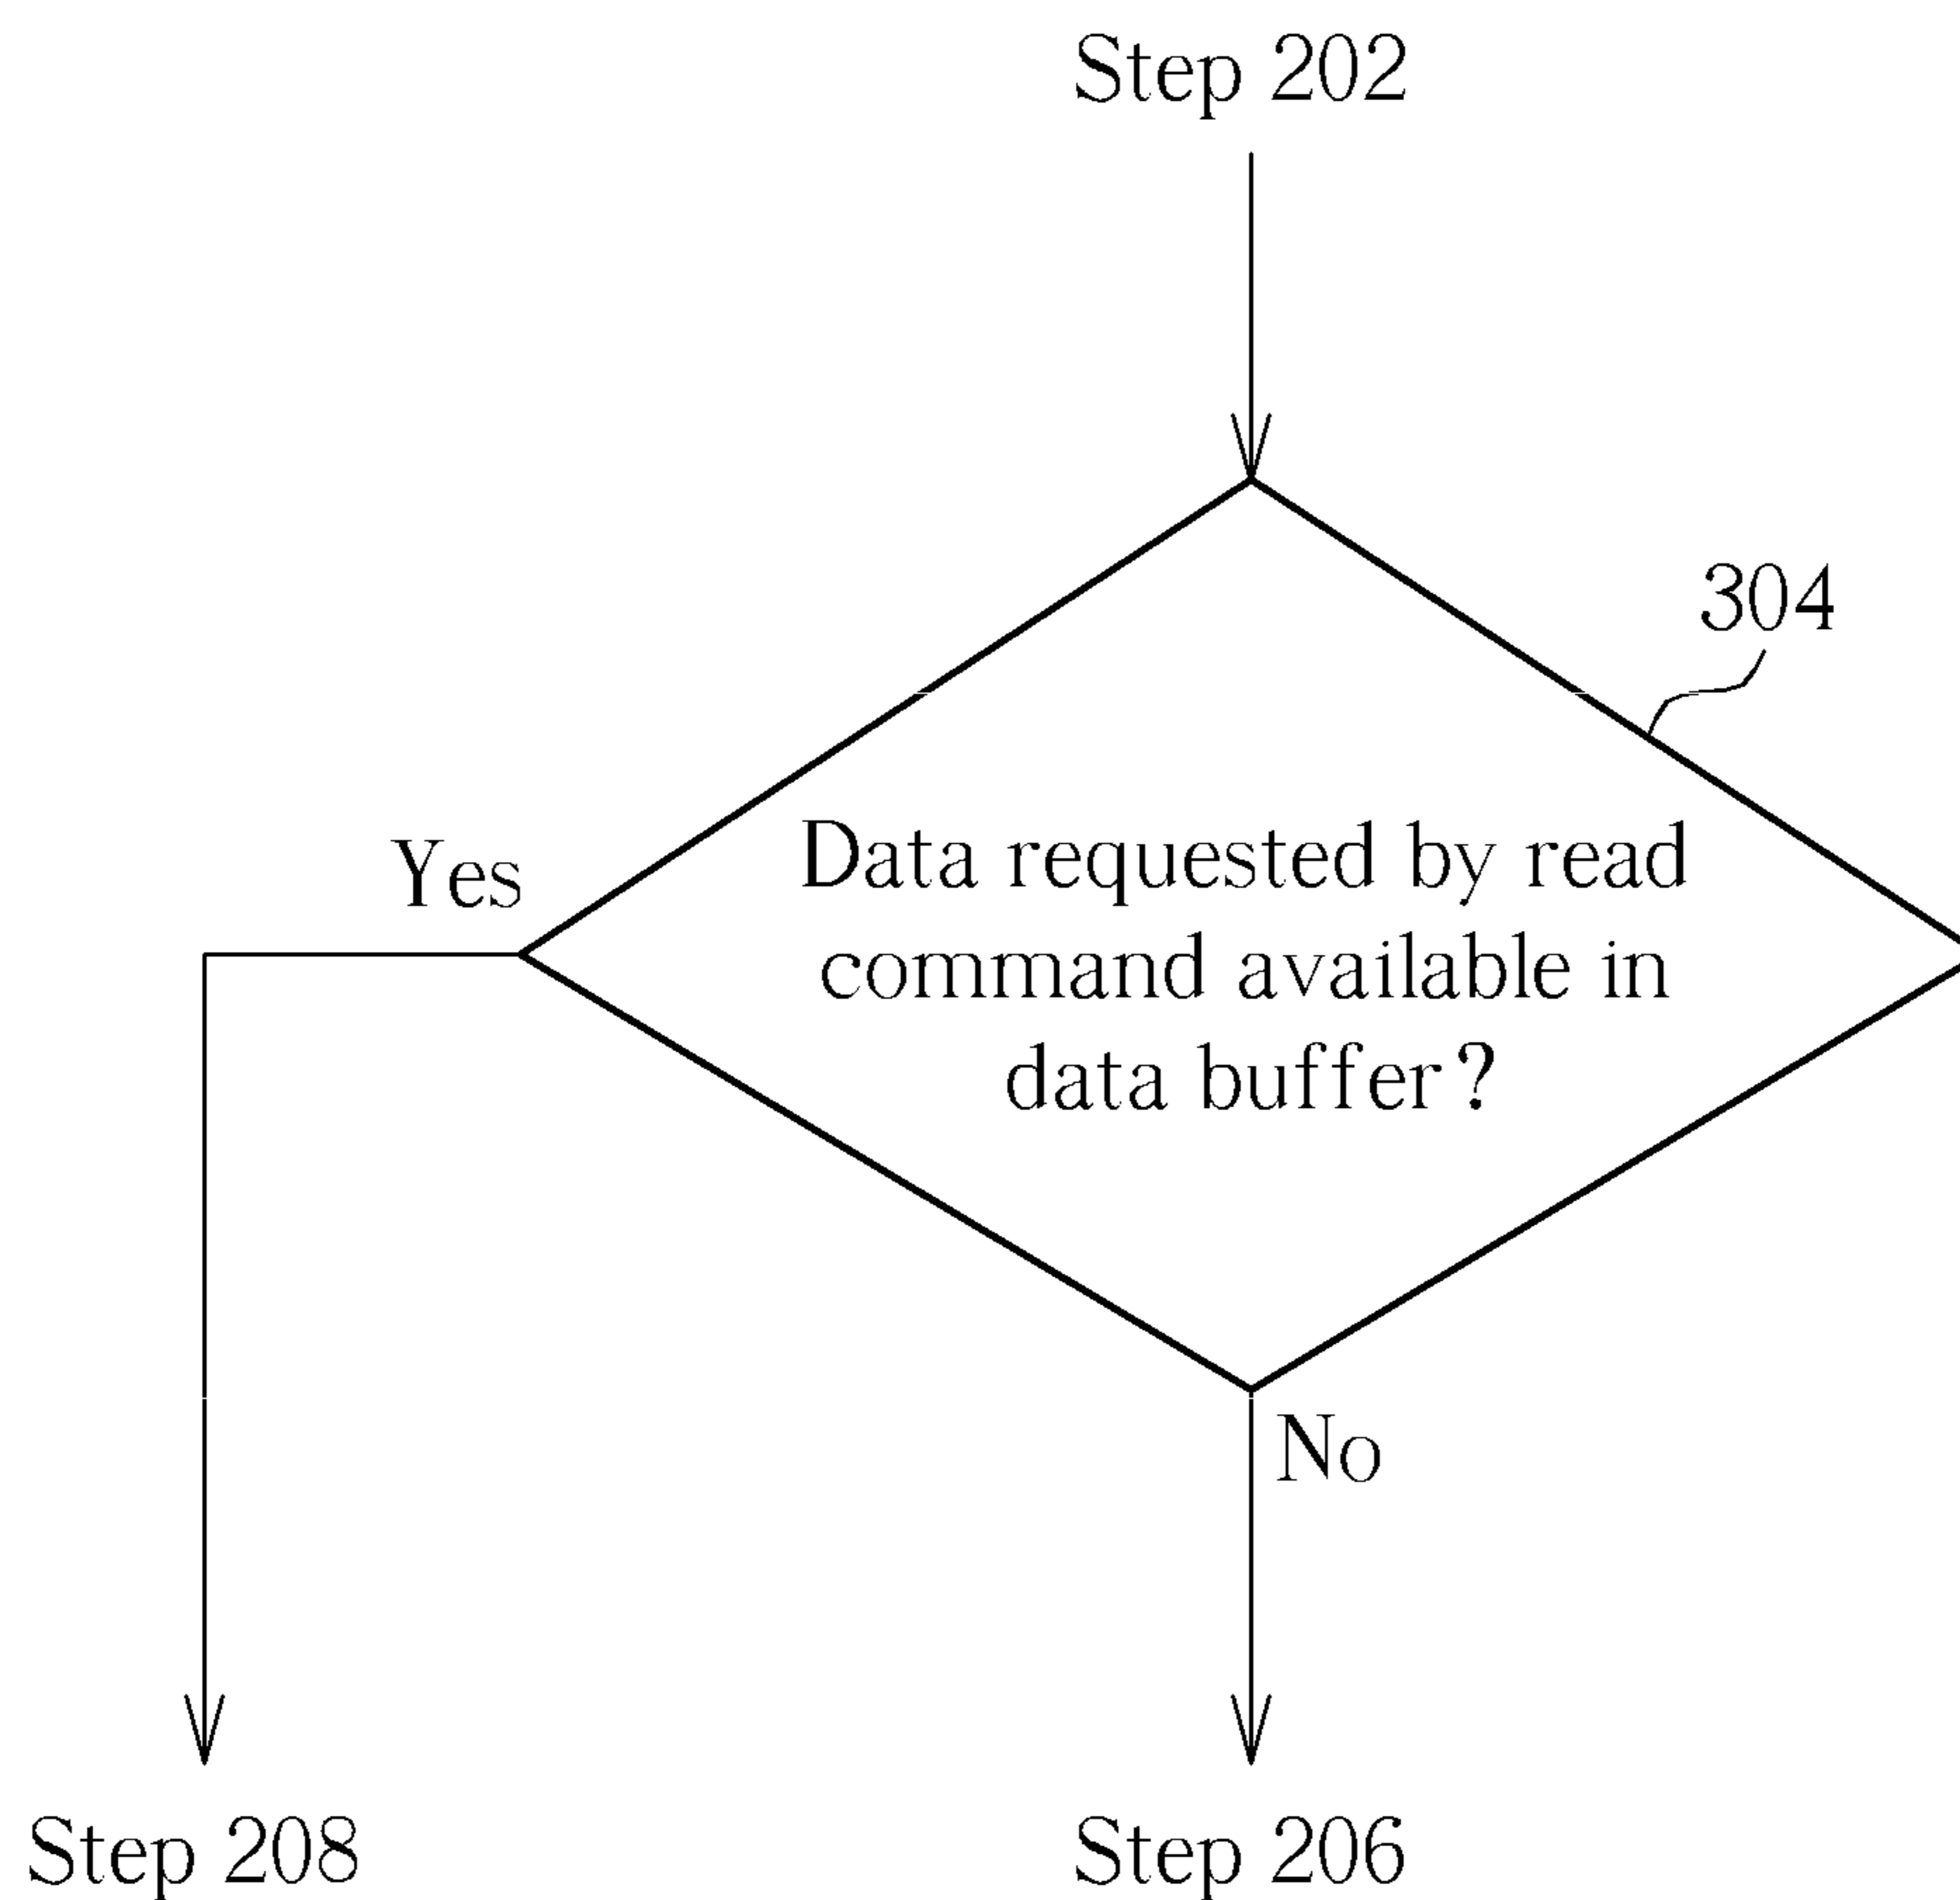 Step 202
304
Yes
Data requested by read
command available in
data buffer?
No
Step 208
Step 206